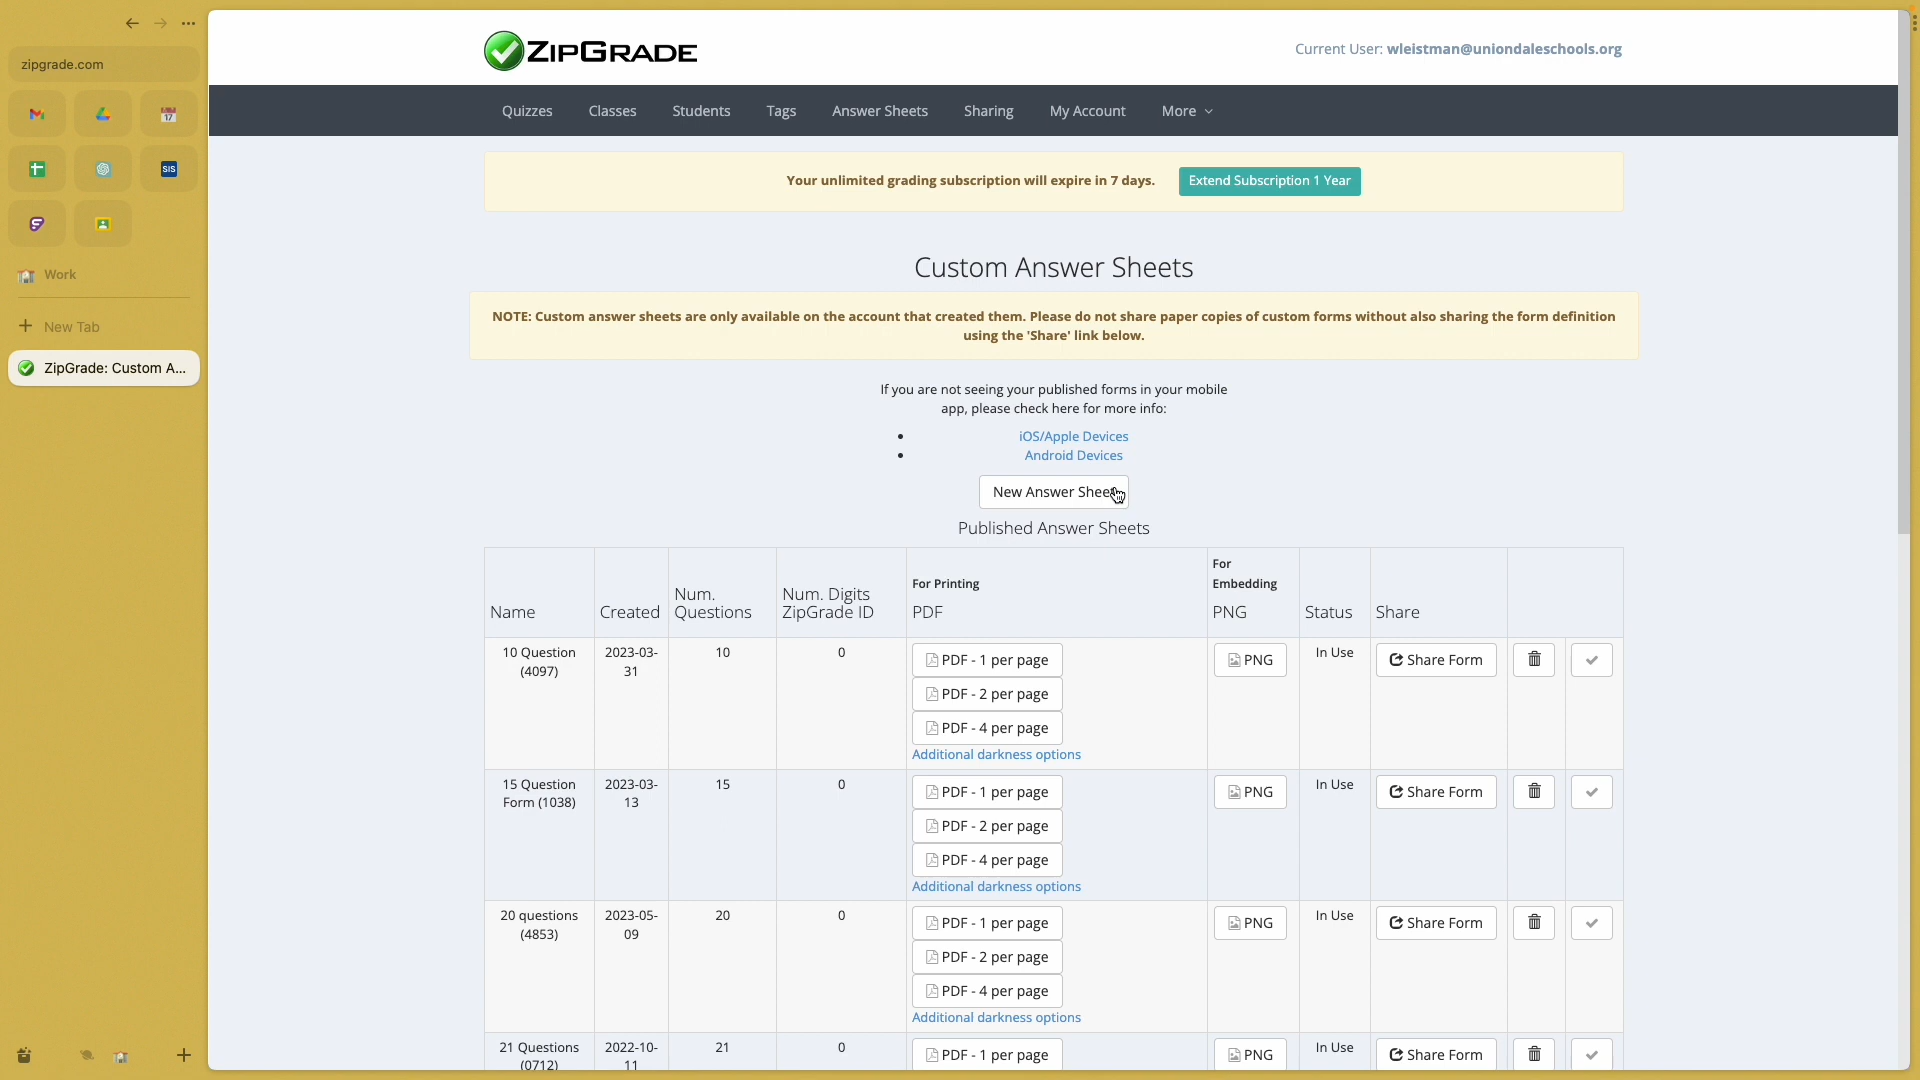 zipgrade.com
SIS
Work
New Tab
ZipGrade: Custom A...
ZIPGRADE
Current User: wleistman@uniondaleschools.org
Quizzes Classes Students Tags Answer Sheets Sharing My Account More
Your unlimited grading subscription will expire in 7 days. Extend Subscription 1 Year
Custom Answer Sheets
NOTE: Custom answer sheets are only available on the account that created them. Please do not share paper copies of custom forms without also sharing the form definition
using the 'Share' link below.
If you are not seeing your published forms in your mobile
app, please check here for more info:
iOS/Apple Devices
Android Devices
New Answer Sheet
Published Answer Sheets
Name
Created
Num.
Questions
Num. Digits
ZipGrade ID
For Printing
PDF
For
Embedding
PNG
Status
Share
10 Question
(4097)
2023-03-
31
10
0
PDF - 1 per page
PDF - 2 per page
PDF - 4 per page
Additional darkness options
PNG
In Use
Share Form
15 Question
Form (1038)
2023-03-
13
15
0
PDF - 1 per page
PDF - 2 per page
PDF - 4 per page
Additional darkness options
PNG
In Use
Share Form
20 questions
(4853)
2023-05-
09
20
0
PDF - 1 per page
PDF - 2 per page
PDF - 4 per page
Additional darkness options
PNG
In Use
Share Form
21 Questions
(0712)
2022-10-
11
21
0
PDF - 1 per page
PNG
In Use
Share Form